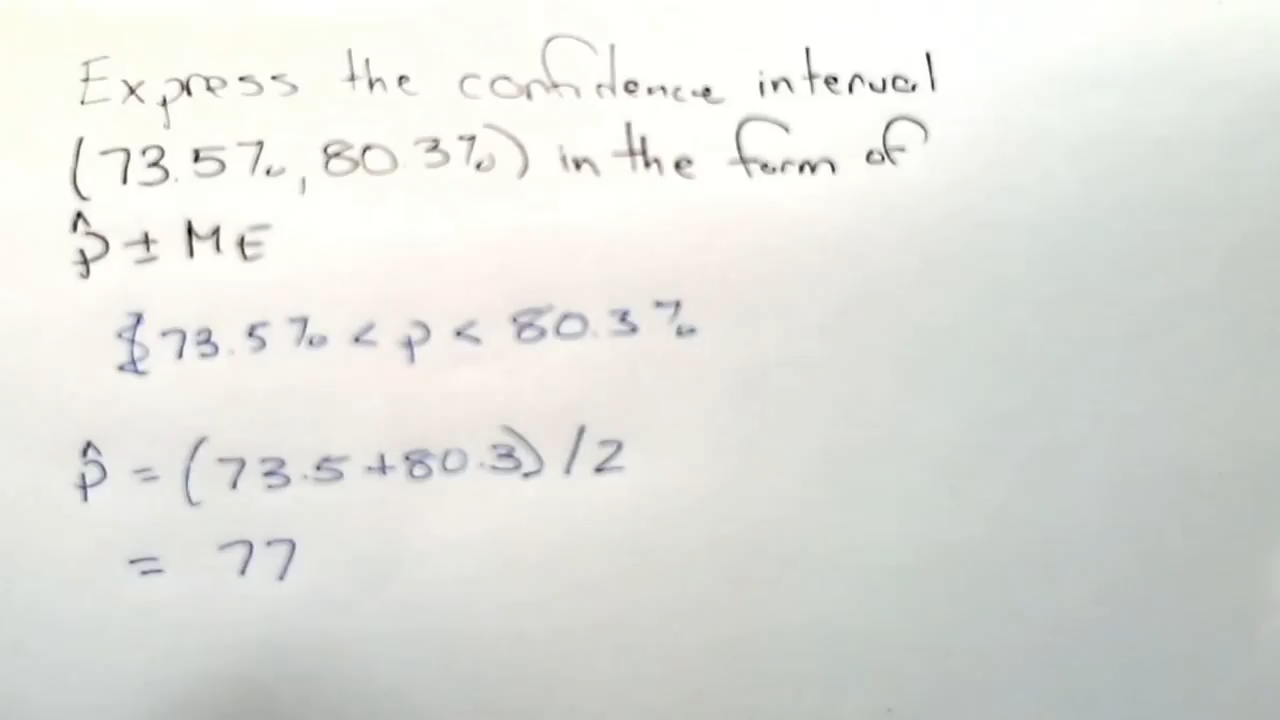 Express the confidence interval
(73.5%, 80.3%) in the form of
p̂ ± ME
73.5% < p < 80.3%
p̂ = (73.5+80.3)/2
= 77